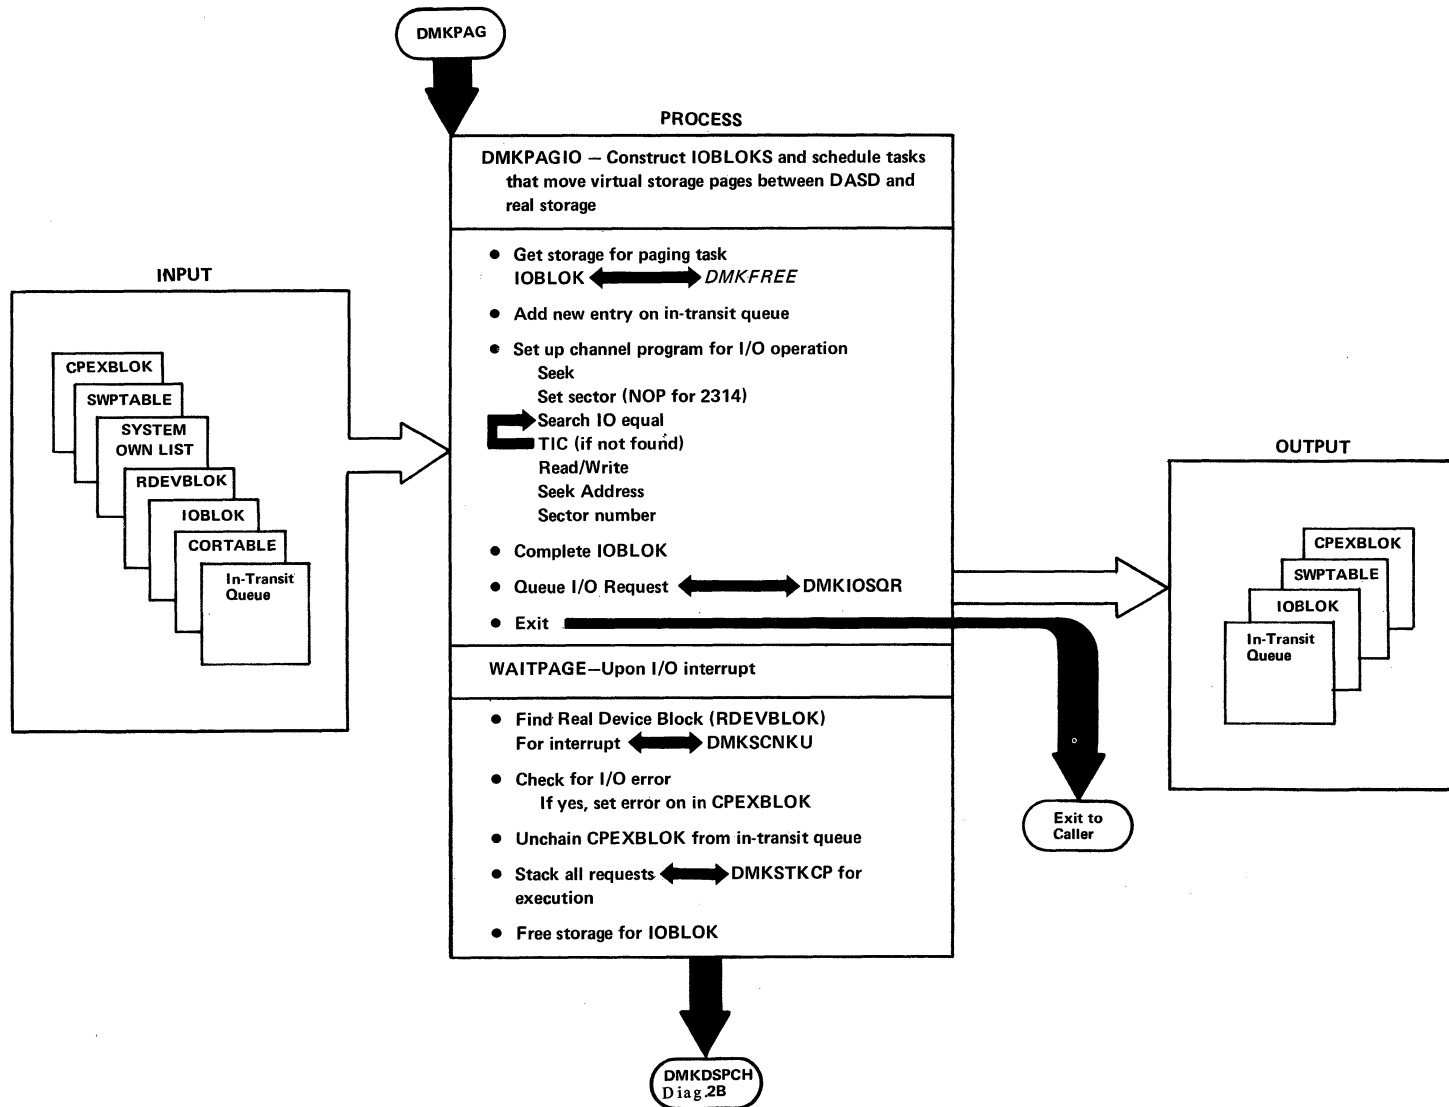 DMKPAG
PROCESS
DMKPAGIO — Construct IOBLOKS and schedule tasks
that move virtual storage pages between DASD and
real storage
INPUT
CPEXBLOK
SWPTABLE
SYSTEM
OWN LIST
RDEVBLOK
IOBLOK
CORTABLE
In-Transit
Queue
● Get storage for paging task
IOBLOK DMKFREE
● Add new entry on in-transit queue
● Set up channel program for I/O operation
Seek
Set sector (NOP for 2314)
Search IO equal
TIC (if not found)
Read/Write
Seek Address
Sector number
● Complete IOBLOK
● Queue I/O Request DMKIOSQR
● Exit
WAITPAGE—Upon I/O interrupt
● Find Real Device Block (RDEVBLOK)
For interrupt DMKSCNKU
● Check for I/O error
If yes, set error on in CPEXBLOK
● Unchain CPEXBLOK from in-transit queue
● Stack all requests DMKSTKCP for
execution
● Free storage for IOBLOK
OUTPUT
CPEXBLOK
SWPTABLE
IOBLOK
In-Transit
Queue
Exit to
Caller
DMKDSPCH
Diag.2B